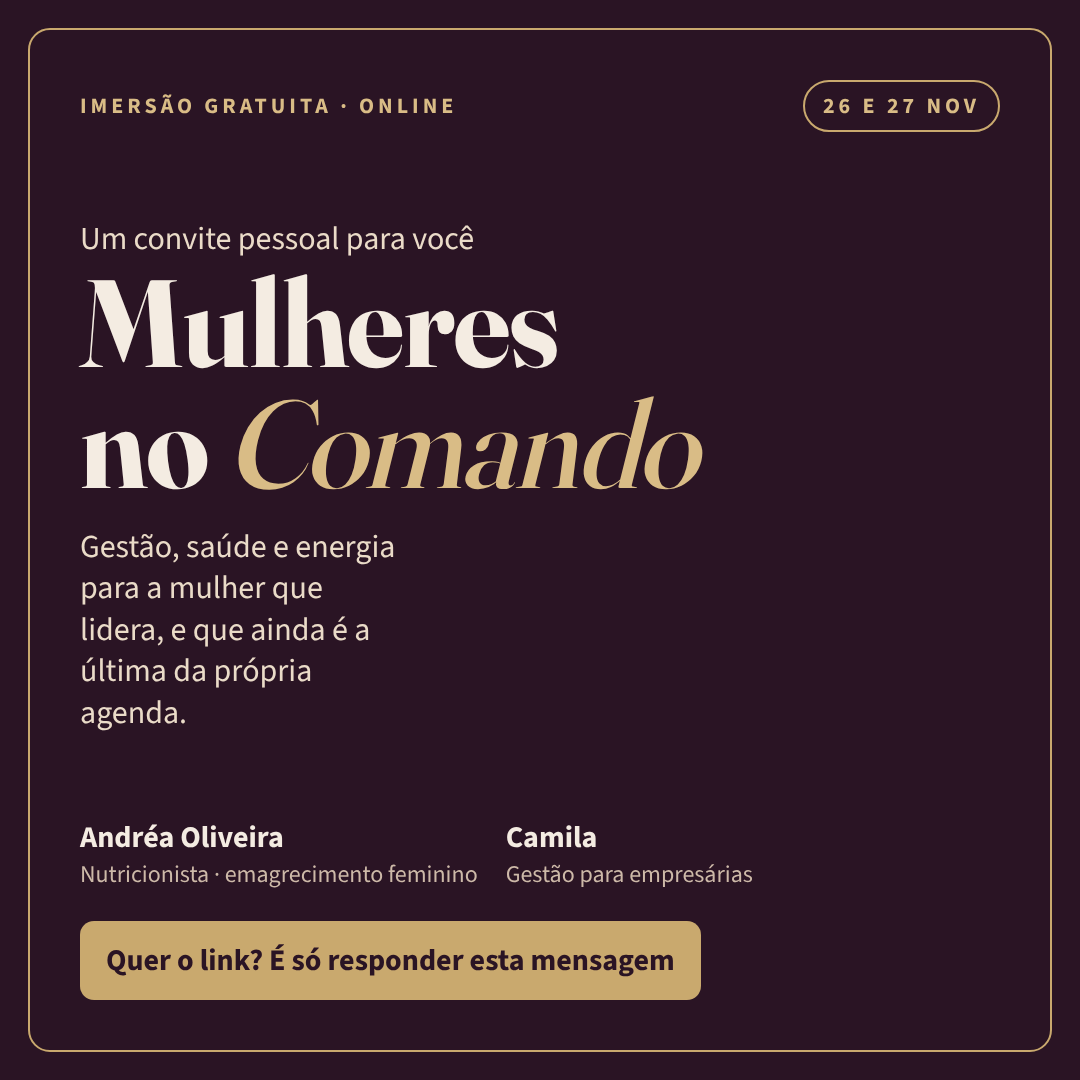 IMERSÃO GRATUITA · ONLINE
26 E 27 NOV
Um convite pessoal para você
Mulheres
no Comando
Gestão, saúde e energia
para a mulher que
lidera, e que ainda é a
última da própria
agenda.
Andréa Oliveira
Nutricionista · emagrecimento feminino
Camila
Gestão para empresárias
Quer o link? É só responder esta mensagem